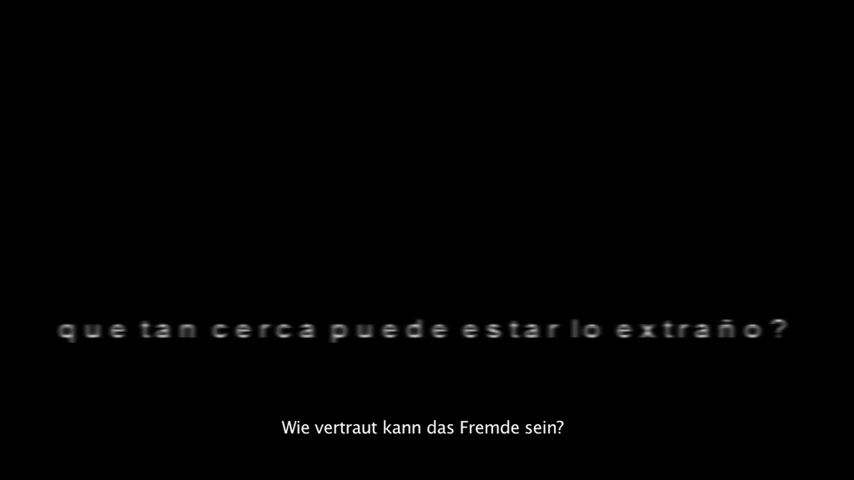 que tan cerca puede estar lo extraño?
Wie vertraut kann das Fremde sein?